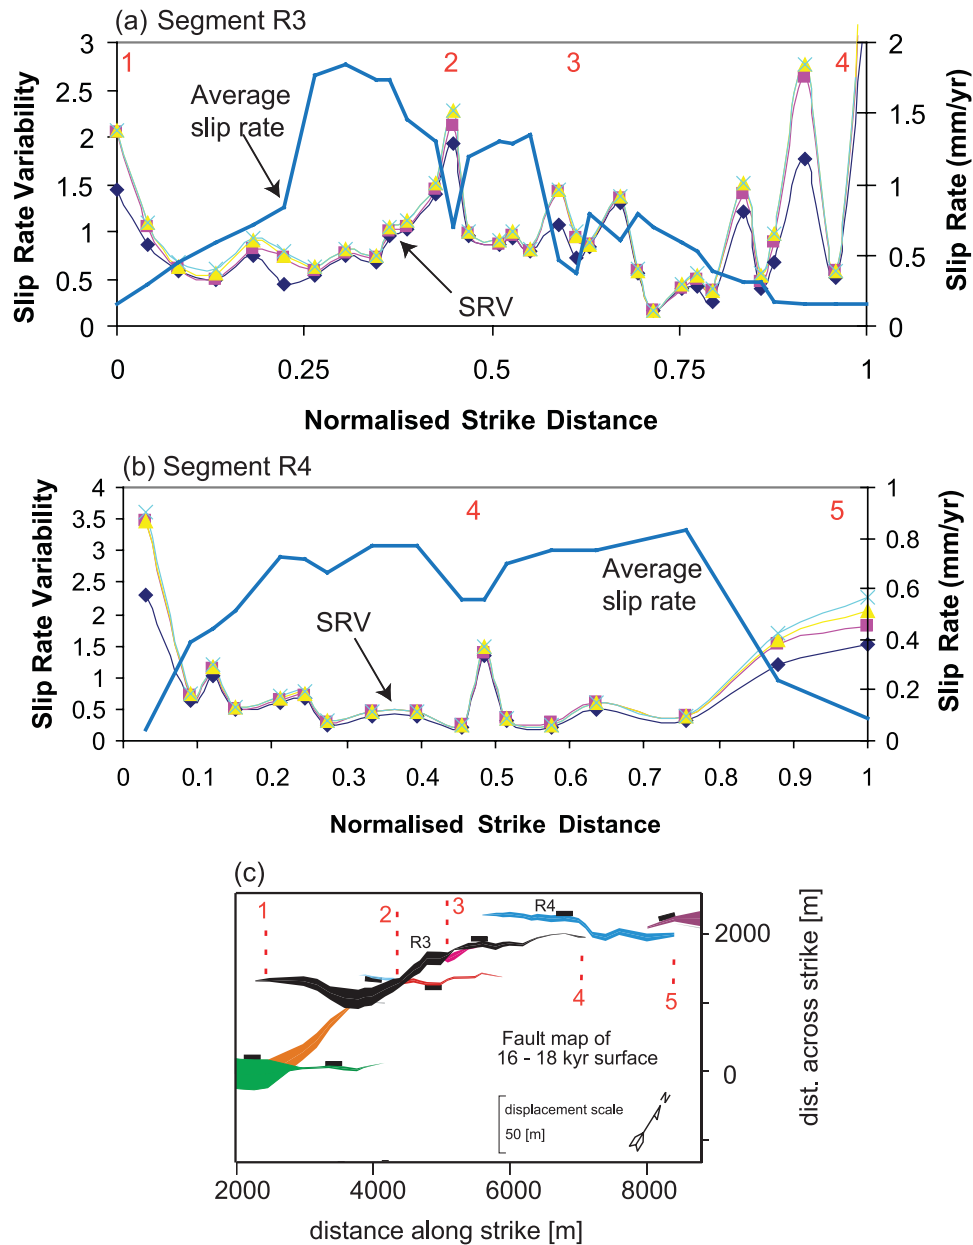 (a) Segment R3
3
2.5
2
1.5
1
0.5
0
Slip Rate Variability
1
2
3
4
Average
slip rate
SRV
2
1.5
1
0.5
0
Slip Rate (mm/yr)
0
0.25
0.5
0.75
1
Normalised Strike Distance
(b) Segment R4
4
3.5
3
2.5
2
1.5
1
0.5
0
Slip Rate Variability
4
5
SRV
Average
slip rate
1
0.8
0.6
0.4
0.2
0
Slip Rate (mm/yr)
0
0.1
0.2
0.3
0.4
0.5
0.6
0.7
0.8
0.9
1
Normalised Strike Distance
(c)
1
2
3
R3
R4
4
5
Fault map of
16 - 18 kyr surface
displacement scale
50 [m]
N
2000
0
dist. across strike [m]
2000
4000
6000
8000
distance along strike [m]